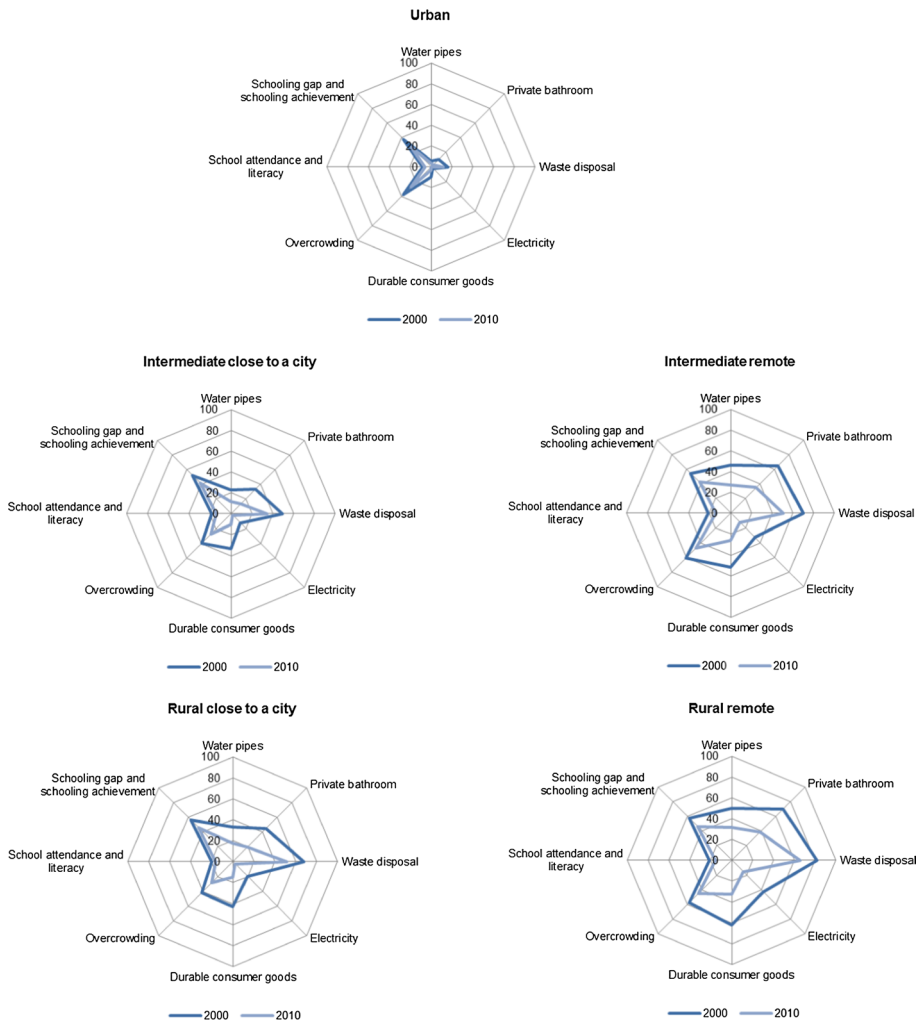 Urban
Water pipes
100
80
60
40
20
0
Private bathroom
Waste disposal
Electricity
Durable consumer goods
Overcrowding
School attendance and
literacy
Schooling gap and
schooling achievement
2000 2010
Intermediate close to a city
Water pipes
100
80
60
40
20
0
Private bathroom
Waste disposal
Electricity
Durable consumer goods
Overcrowding
School attendance and
literacy
Schooling gap and
schooling achievement
2000 2010
Intermediate remote
Water pipes
100
80
60
40
20
0
Private bathroom
Waste disposal
Electricity
Durable consumer goods
Overcrowding
School attendance and
literacy
Schooling gap and
schooling achievement
2000 2010
Rural close to a city
Water pipes
100
80
60
40
20
0
Private bathroom
Waste disposal
Electricity
Durable consumer goods
Overcrowding
School attendance and
literacy
Schooling gap and
schooling achievement
2000 2010
Rural remote
Water pipes
100
80
60
40
20
0
Private bathroom
Waste disposal
Electricity
Durable consumer goods
Overcrowding
School attendance and
literacy
Schooling gap and
schooling achievement
2000 2010